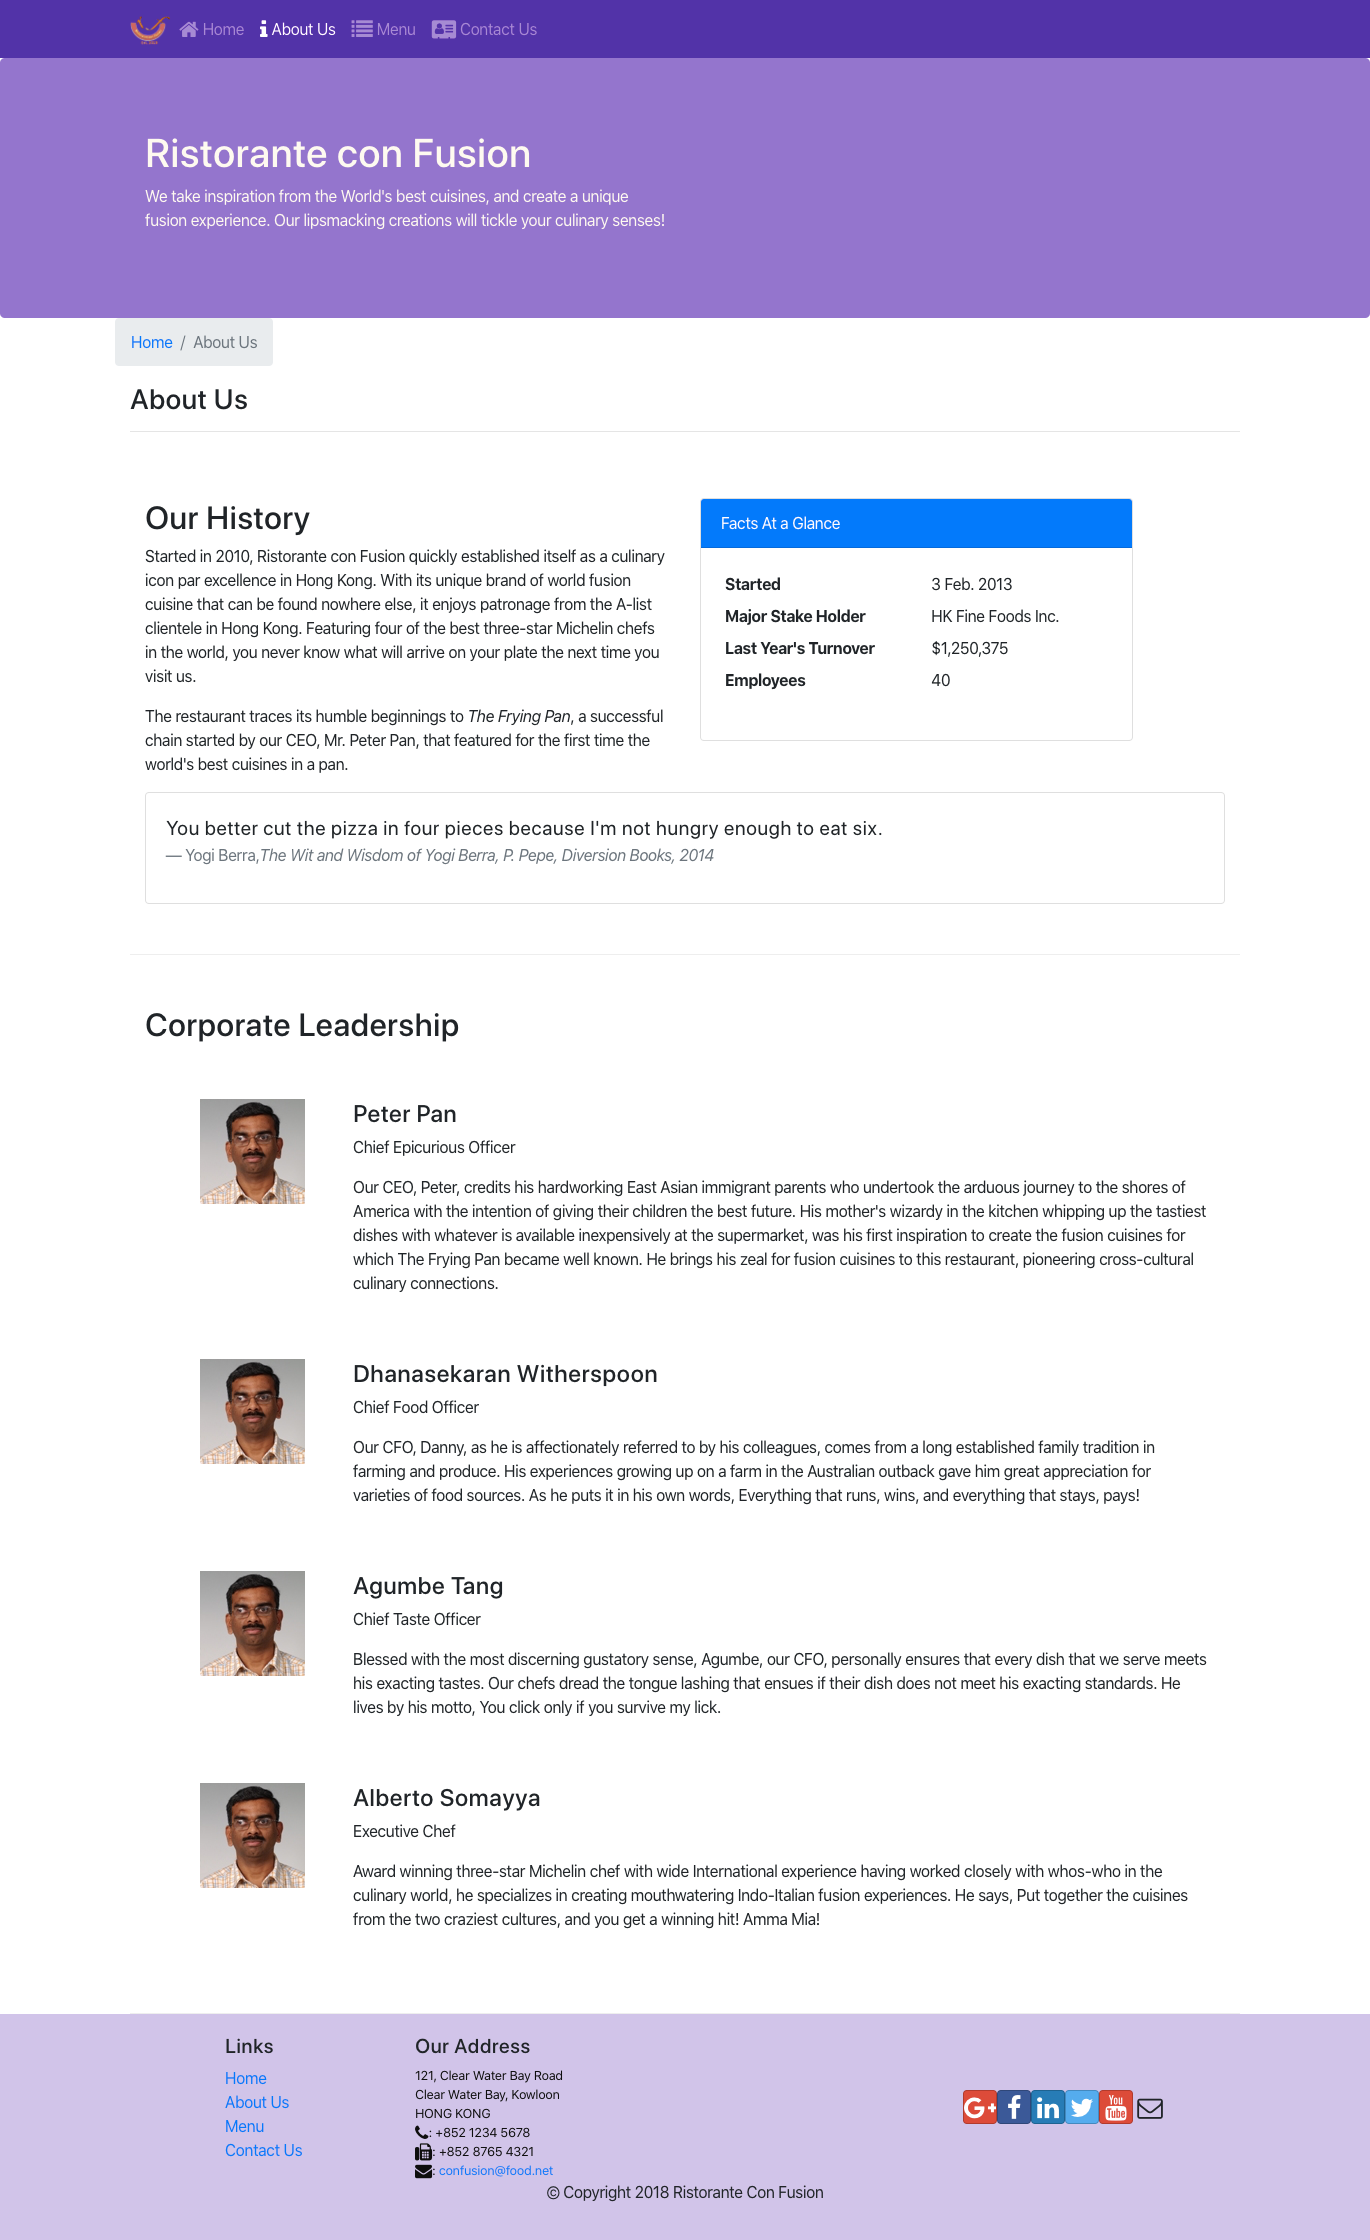 Home About Us Menu Contact Us
Ristorante con Fusion
We take inspiration from the World's best cuisines, and create a unique
fusion experience. Our lipsmacking creations will tickle your culinary senses!
Home / About Us
About Us
Our History
Started in 2010, Ristorante con Fusion quickly established itself as a culinary
icon par excellence in Hong Kong. With its unique brand of world fusion
cuisine that can be found nowhere else, it enjoys patronage from the A-list
clientele in Hong Kong. Featuring four of the best three-star Michelin chefs
in the world, you never know what will arrive on your plate the next time you
visit us.
The restaurant traces its humble beginnings to The Frying Pan, a successful
chain started by our CEO, Mr. Peter Pan, that featured for the first time the
world's best cuisines in a pan.
Facts At a Glance
Started 3 Feb. 2013
Major Stake Holder HK Fine Foods Inc.
Last Year's Turnover $1,250,375
Employees 40
You better cut the pizza in four pieces because I'm not hungry enough to eat six.
— Yogi Berra,The Wit and Wisdom of Yogi Berra, P. Pepe, Diversion Books, 2014
Corporate Leadership
Peter Pan
Chief Epicurious Officer
Our CEO, Peter, credits his hardworking East Asian immigrant parents who undertook the arduous journey to the shores of
America with the intention of giving their children the best future. His mother's wizardy in the kitchen whipping up the tastiest
dishes with whatever is available inexpensively at the supermarket, was his first inspiration to create the fusion cuisines for
which The Frying Pan became well known. He brings his zeal for fusion cuisines to this restaurant, pioneering cross-cultural
culinary connections.
Dhanasekaran Witherspoon
Chief Food Officer
Our CFO, Danny, as he is affectionately referred to by his colleagues, comes from a long established family tradition in
farming and produce. His experiences growing up on a farm in the Australian outback gave him great appreciation for
varieties of food sources. As he puts it in his own words, Everything that runs, wins, and everything that stays, pays!
Agumbe Tang
Chief Taste Officer
Blessed with the most discerning gustatory sense, Agumbe, our CFO, personally ensures that every dish that we serve meets
his exacting tastes. Our chefs dread the tongue lashing that ensues if their dish does not meet his exacting standards. He
lives by his motto, You click only if you survive my lick.
Alberto Somayya
Executive Chef
Award winning three-star Michelin chef with wide International experience having worked closely with whos-who in the
culinary world, he specializes in creating mouthwatering Indo-Italian fusion experiences. He says, Put together the cuisines
from the two craziest cultures, and you get a winning hit! Amma Mia!
Links
Home
About Us
Menu
Contact Us
Our Address
121, Clear Water Bay Road
Clear Water Bay, Kowloon
HONG KONG
: +852 1234 5678
: +852 8765 4321
: confusion@food.net
G+ f in You Tube
© Copyright 2018 Ristorante Con Fusion